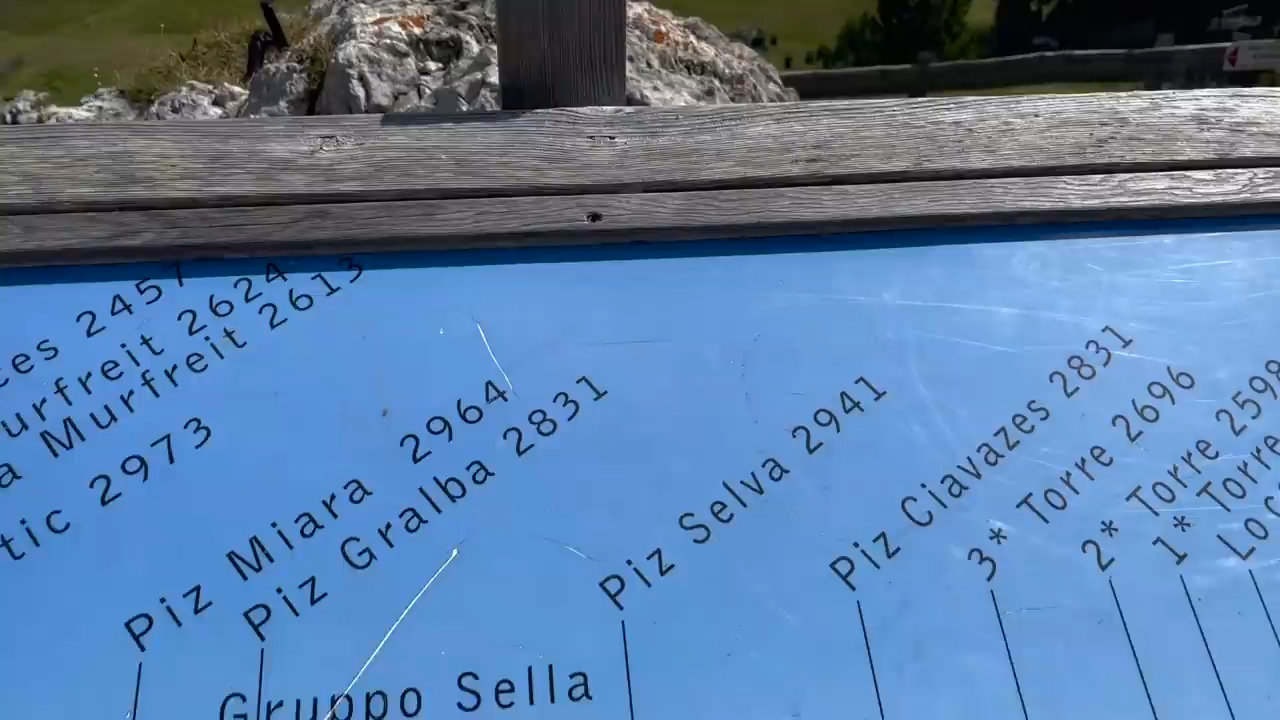 2457
urfreit 2624
a Murfreit 2613
tic 2973
Piz Miara 2964
Piz Gralba 2831
Piz Selva 2941
Piz Ciavazes 2831
3* Torre 2696
2* Torre 2598
1* Torre
Gruppo Sella